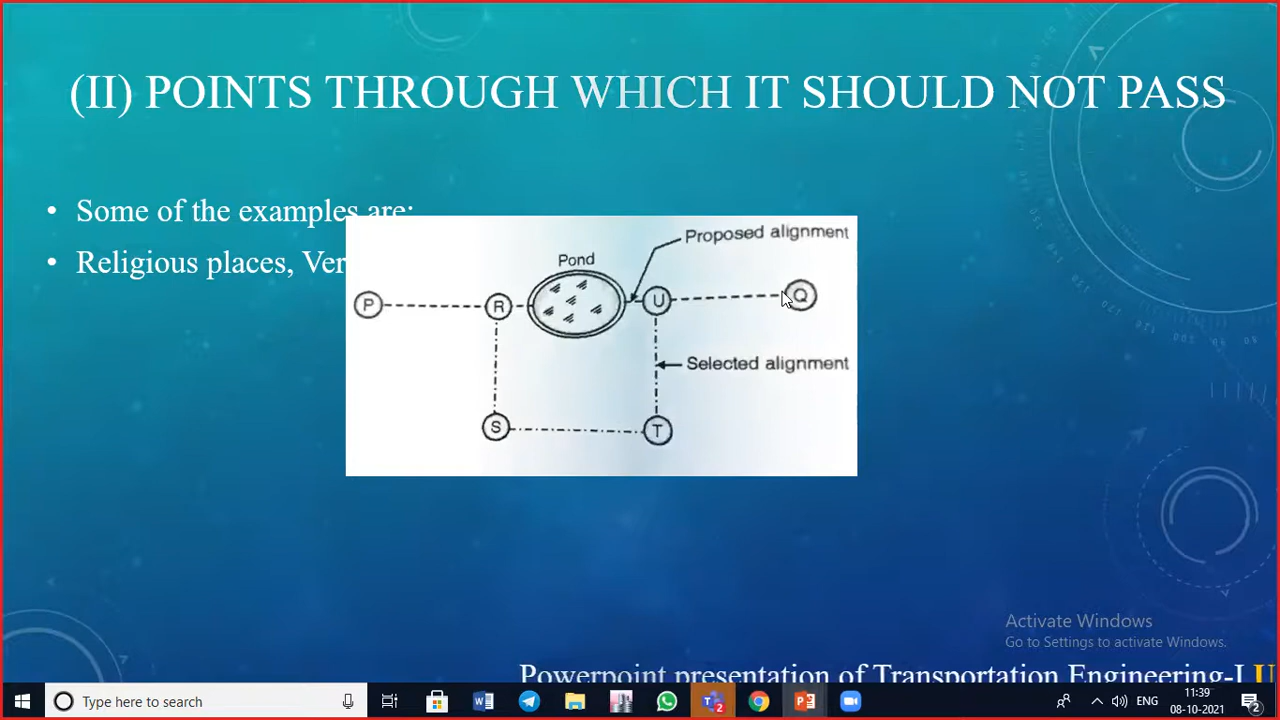 (II) POINTS THROUGH WHICH IT SHOULD NOT PASS
• Some of the examples are:
• Religious places, Ver
Proposed alignment
Pond
P
R
U
Q
Selected alignment
S
T
Activate Windows
Go to Settings to activate Windows.
Powerpoint presentation of Transportation Engineering-I U
Type here to search
ENG
11:39
08-10-2021
2
2